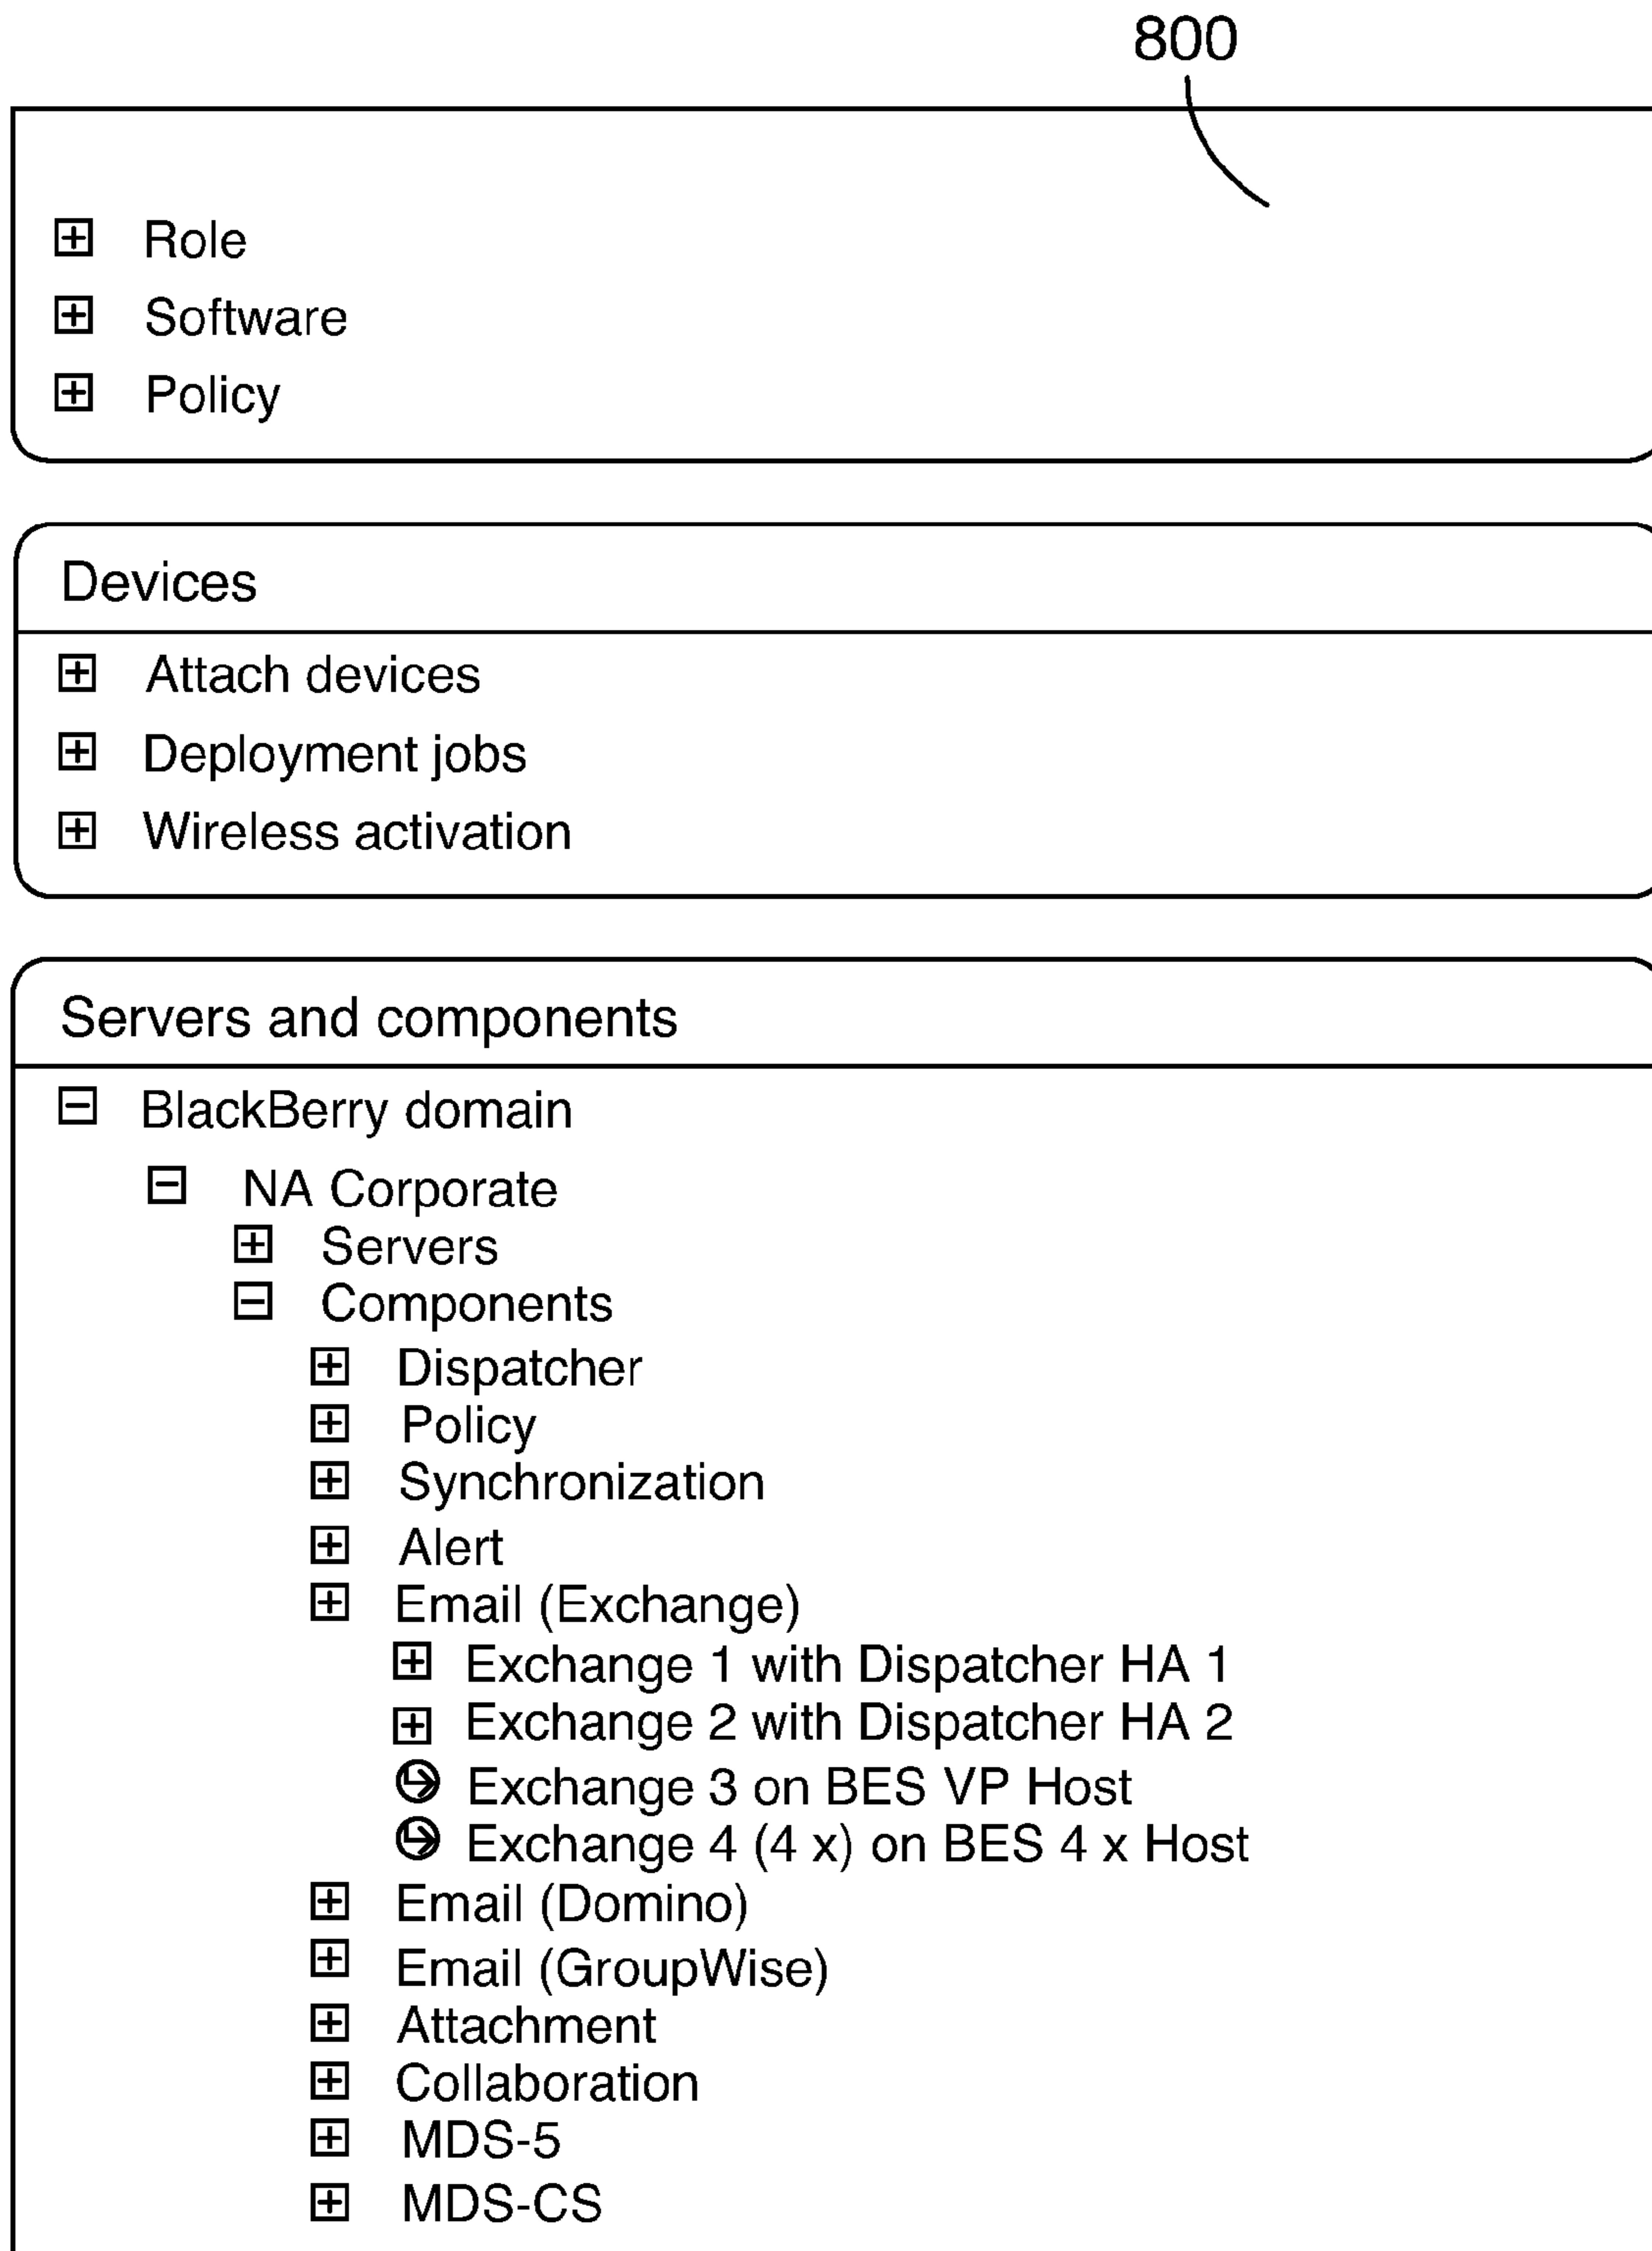 800
Role
Software
Policy
Devices
Attach devices
Deployment jobs
Wireless activation
Servers and components
BlackBerry domain
NA Corporate
Servers
Components
Dispatcher
Policy
Synchronization
Alert
Email (Exchange)
Exchange 1 with Dispatcher HA 1
Exchange 2 with Dispatcher HA 2
Exchange 3 on BES VP Host
Exchange 4 (4 x) on BES 4 x Host
Email (Domino)
Email (GroupWise)
Attachment
Collaboration
MDS-5
MDS-CS